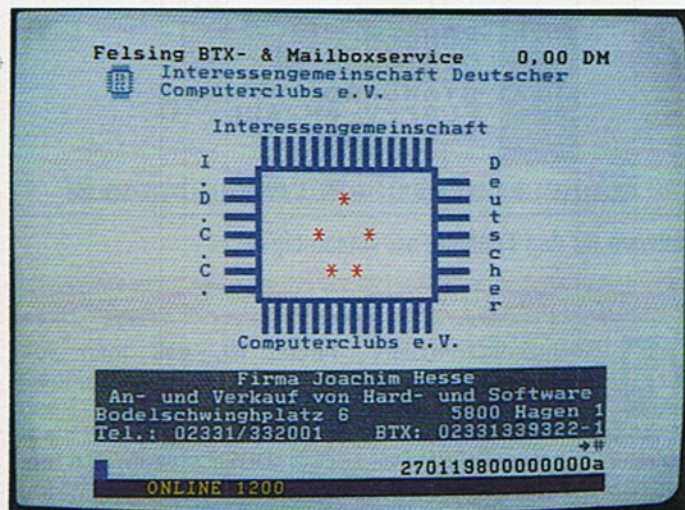 Felsing BTX- & Mailboxservice 0,00 DM
Interessengemeinschaft Deutscher
Computerclubs e.V.
Interessengemeinschaft
I.D.C.C.
Deutscher
Computerclubs e.V.
Firma Joachim Hesse
An- und Verkauf von Hard- und Software
Bodelschwinghplatz 6 5800 Hagen 1
Tel.: 02331/332001 BTX: 02331339322-1
→#
270119800000000a
ONLINE 1200